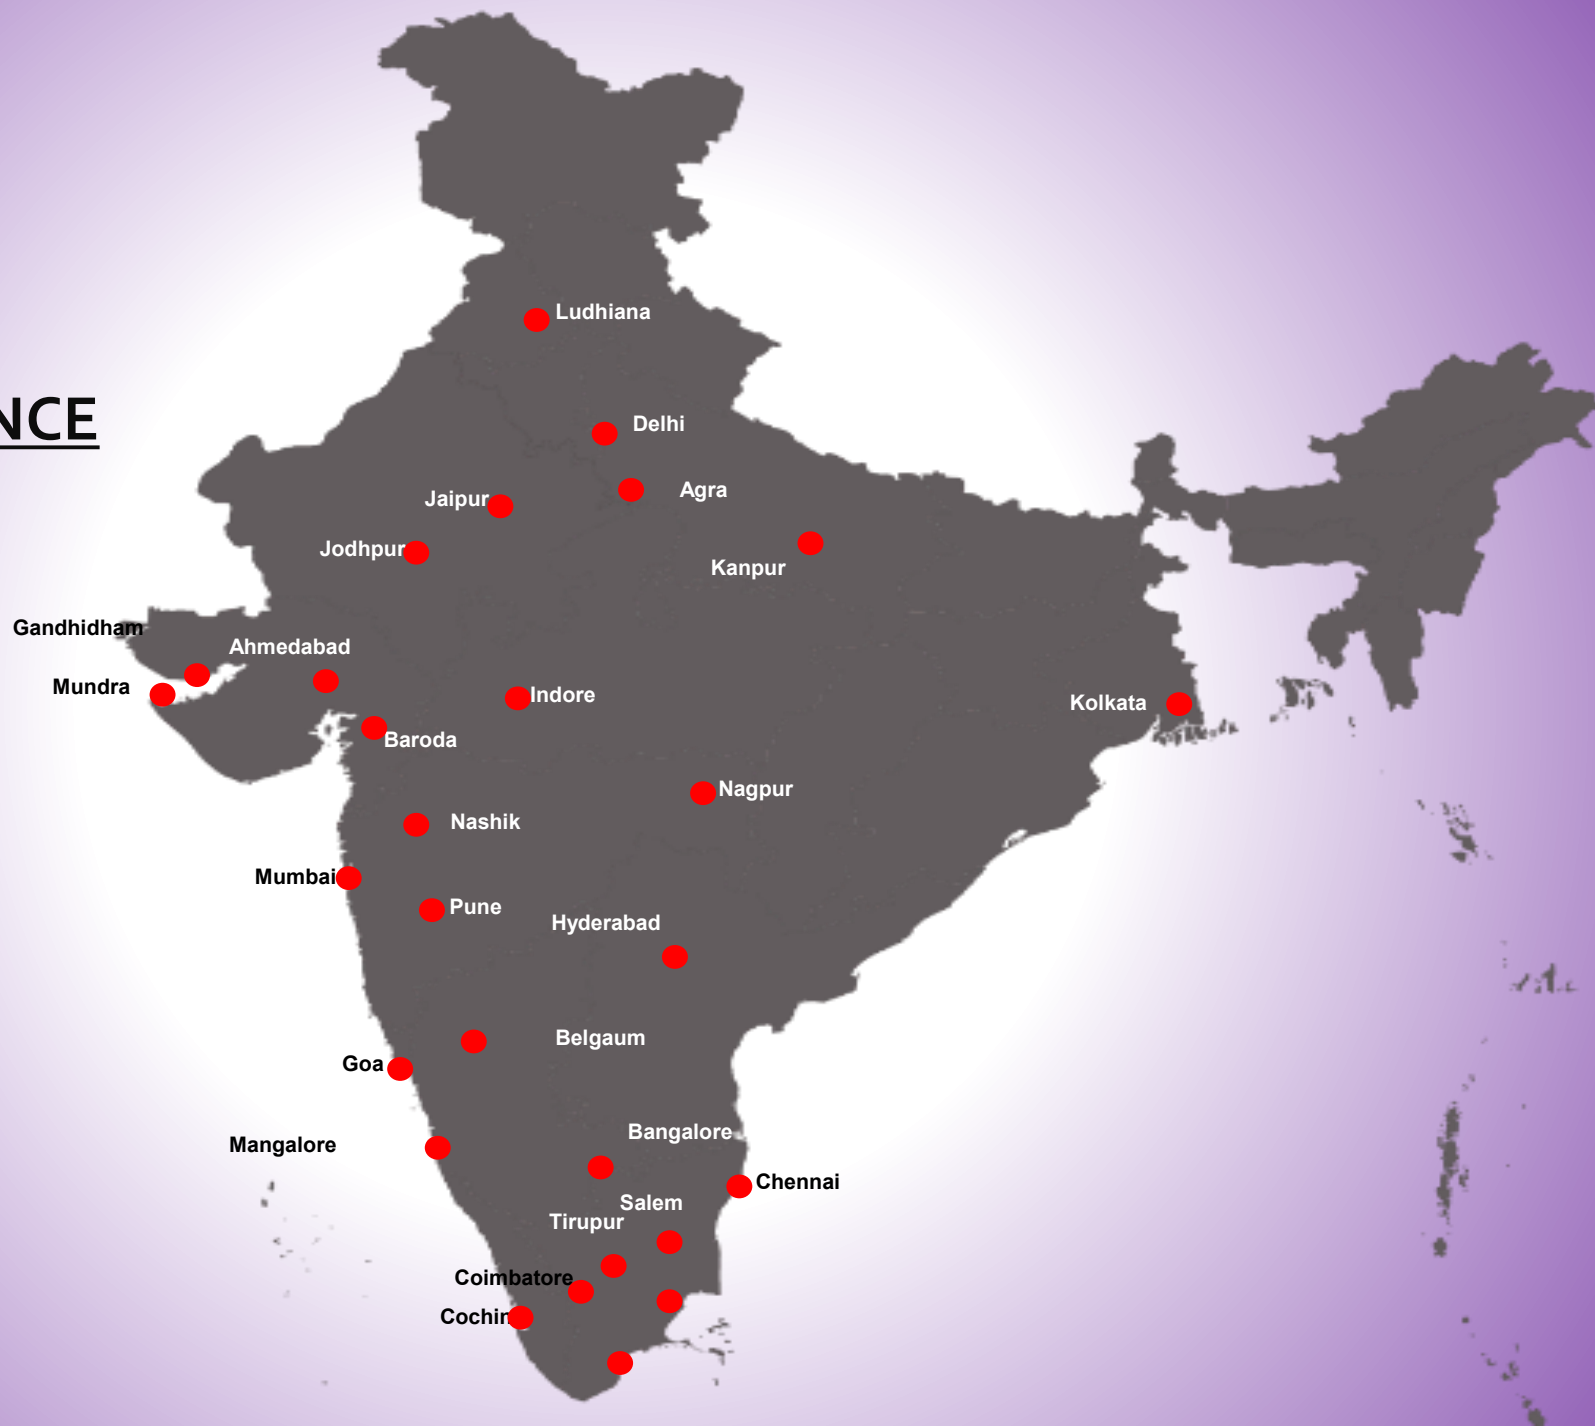 Ludhiana
NCE
Delhi
Agra
Jaipur
Jodhpur
Kanpur
Gandhidham
Ahmedabad
Mundra
Indore
Kolkata
Baroda
Nagpur
Nashik
Mumbai
Pune
Hyderabad
Belgaum
Goa
Bangalore
Mangalore
Chennai
Salem
Tirupur
Coimbatore
Cochin